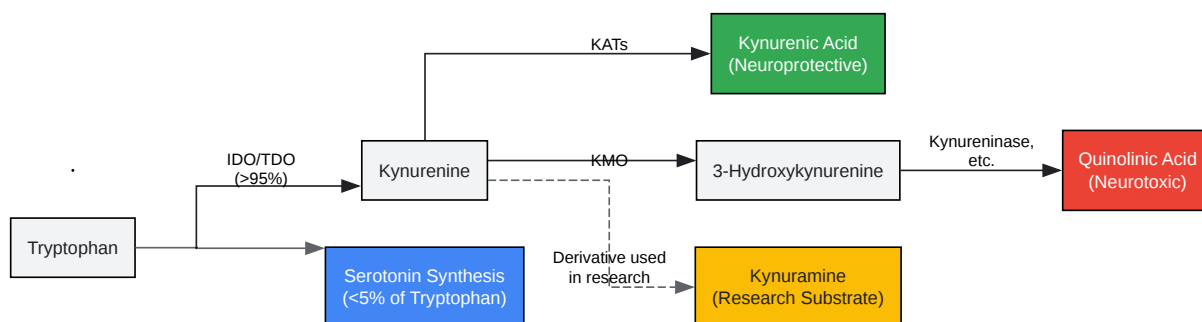 KATs
Kynurenic Acid
(Neuroprotective)
IDO/TDO
(>95%)
Kynurenine
KMO
3-Hydroxykynurenine
Kynureninase,
etc.
Quinolinic Acid
(Neurotoxic)
Tryptophan
Serotonin Synthesis
(<5% of Tryptophan)
Derivative used
in research
Kynuramine
(Research Substrate)